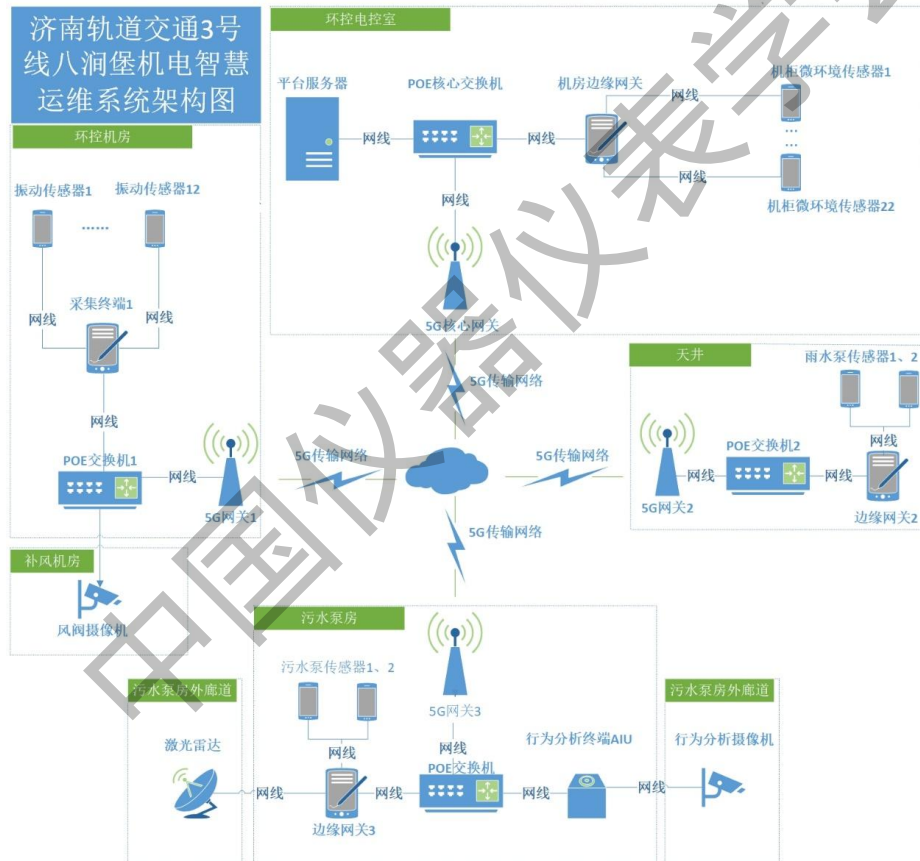 济南轨道交通3号
线八涧堡机电智慧
运维系统架构图
环控电控室
平台服务器
POE核心交换机
机房边缘网关
机柜微环境传感器1
网线
网线
网线
...
...
网线
机柜微环境传感器22
网线
5G核心网关
环控机房
振动传感器1
振动传感器12
……
采集终端1
网线
网线
网线
POE交换机1
网线
5G网关1
5G传输网络
5G传输网络
5G传输网络
5G传输网络
天井
雨水泵传感器1、2
网线
POE交换机2
网线
网线
5G网关2
边缘网关2
补风机房
风阀摄像机
污水泵房
污水泵传感器1、2
5G网关3
网线
网线
POE交换机
行为分析终端AIU
网线
网线
边缘网关3
污水泵房外廊道
激光雷达
网线
污水泵房外廊道
行为分析摄像机
网线
中国仪器仪表学会